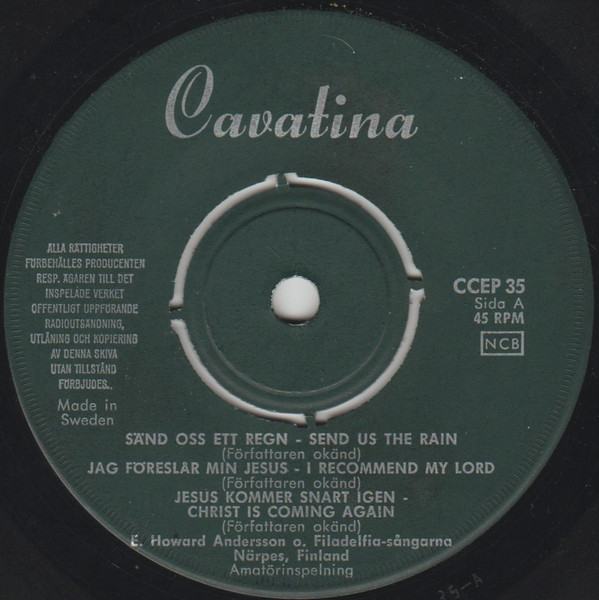 Cavatina
ALLA RÄTTIGHETER
FÖRBEHÅLLES PRODUCENTEN
RESP. ÄGAREN TILL DET
INSPELADE VERKET
OFFENTLIGT UPPFÖRANDE
RADIOUTSÄNDNING,
UTLÅNING OCH KOPIERING
AV DENNA SKIVA
UTAN TILLSTÅND
FÖRBJUDES.
Made in
Sweden
CCEP 35
Sida A
45 RPM
NCB
SÄND OSS ETT REGN - SEND US THE RAIN
(Författaren okänd)
JAG FÖRESLÅR MIN JESUS - I RECOMMEND MY LORD
(Författaren okänd)
JESUS KOMMER SNART IGEN -
CHRIST IS COMING AGAIN
(Författaren okänd)
E. Howard Andersson o. Filadelfia-sångarna
Närpes, Finland
Amatörinspelning